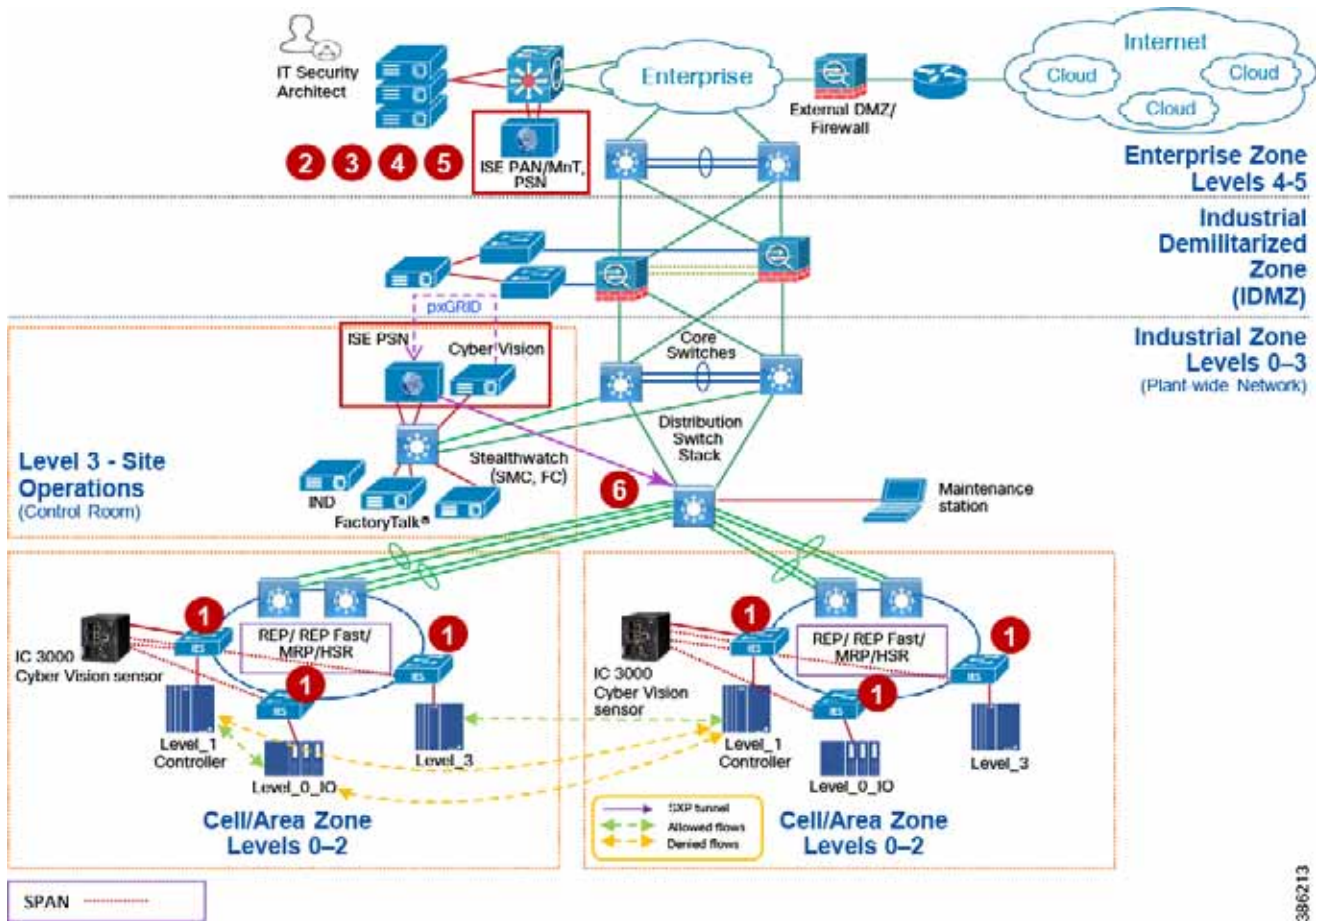 IT Security
Architect
Enterprise
External DMZ/
Firewall
Internet
Cloud
Cloud
Cloud
2
3
4
5
ISE PAN/MnT,
PSN
Enterprise Zone
Levels 4-5
Industrial
Demilitarized
Zone
(IDMZ)
pxGRID
ISE PSN
Cyber Vision
Core
Switches
Industrial Zone
Levels 0–3
(Plant-wide Network)
Distribution
Switch
Stack
Level 3 - Site
Operations
(Control Room)
Stealthwatch
(SMC, FC)
IND
FactoryTalk®
6
Maintenance
station
1
1
1
IES
IES
IES
REP/ REP Fast/
MRP/HSR
IC 3000
Cyber Vision sensor
Level_1
Controller
Level_0_IO
Level_3
Cell/Area Zone
Levels 0–2
1
1
1
IES
IES
IES
REP/ REP Fast/
MRP/HSR
IC 3000
Cyber Vision
sensor
Level_1
Controller
Level_0_IO
Level_3
SXP tunnel
Allowed flows
Denied flows
Cell/Area Zone
Levels 0–2
SPAN
386213